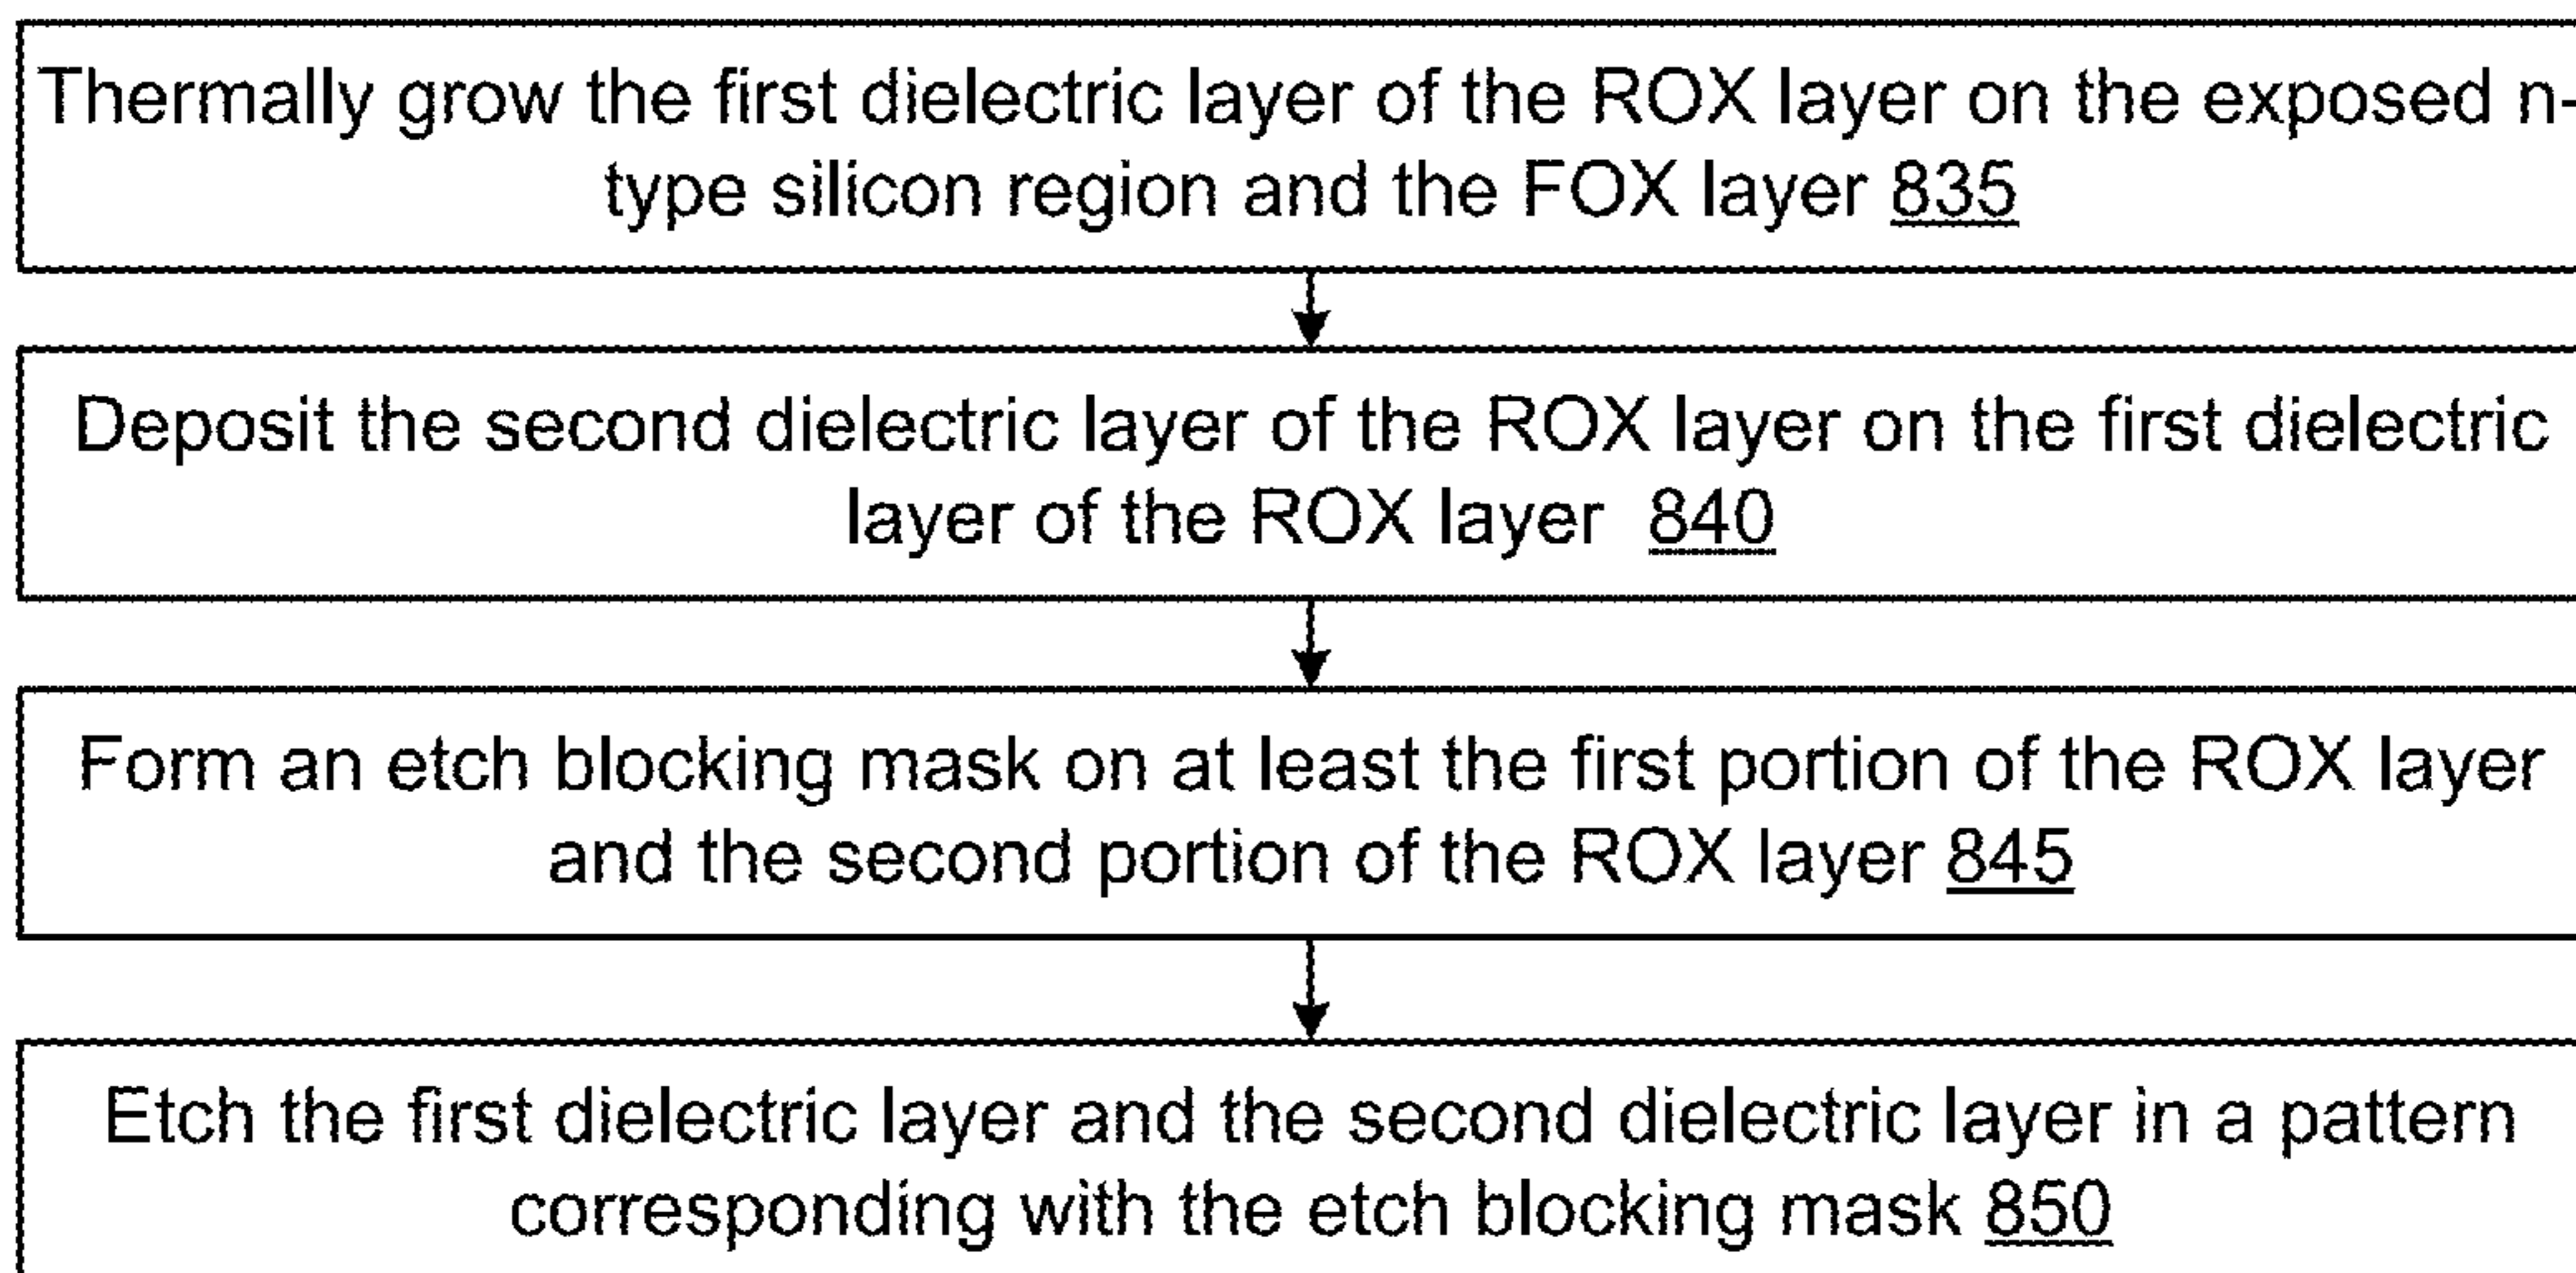 Thermally grow the first dielectric layer of the ROX layer on the exposed n-
type silicon region and the FOX layer 835
Deposit the second dielectric layer of the ROX layer on the first dielectric
layer of the ROX layer 840
Form an etch blocking mask on at least the first portion of the ROX layer
and the second portion of the ROX layer 845
Etch the first dielectric layer and the second dielectric layer in a pattern
corresponding with the etch blocking mask 850